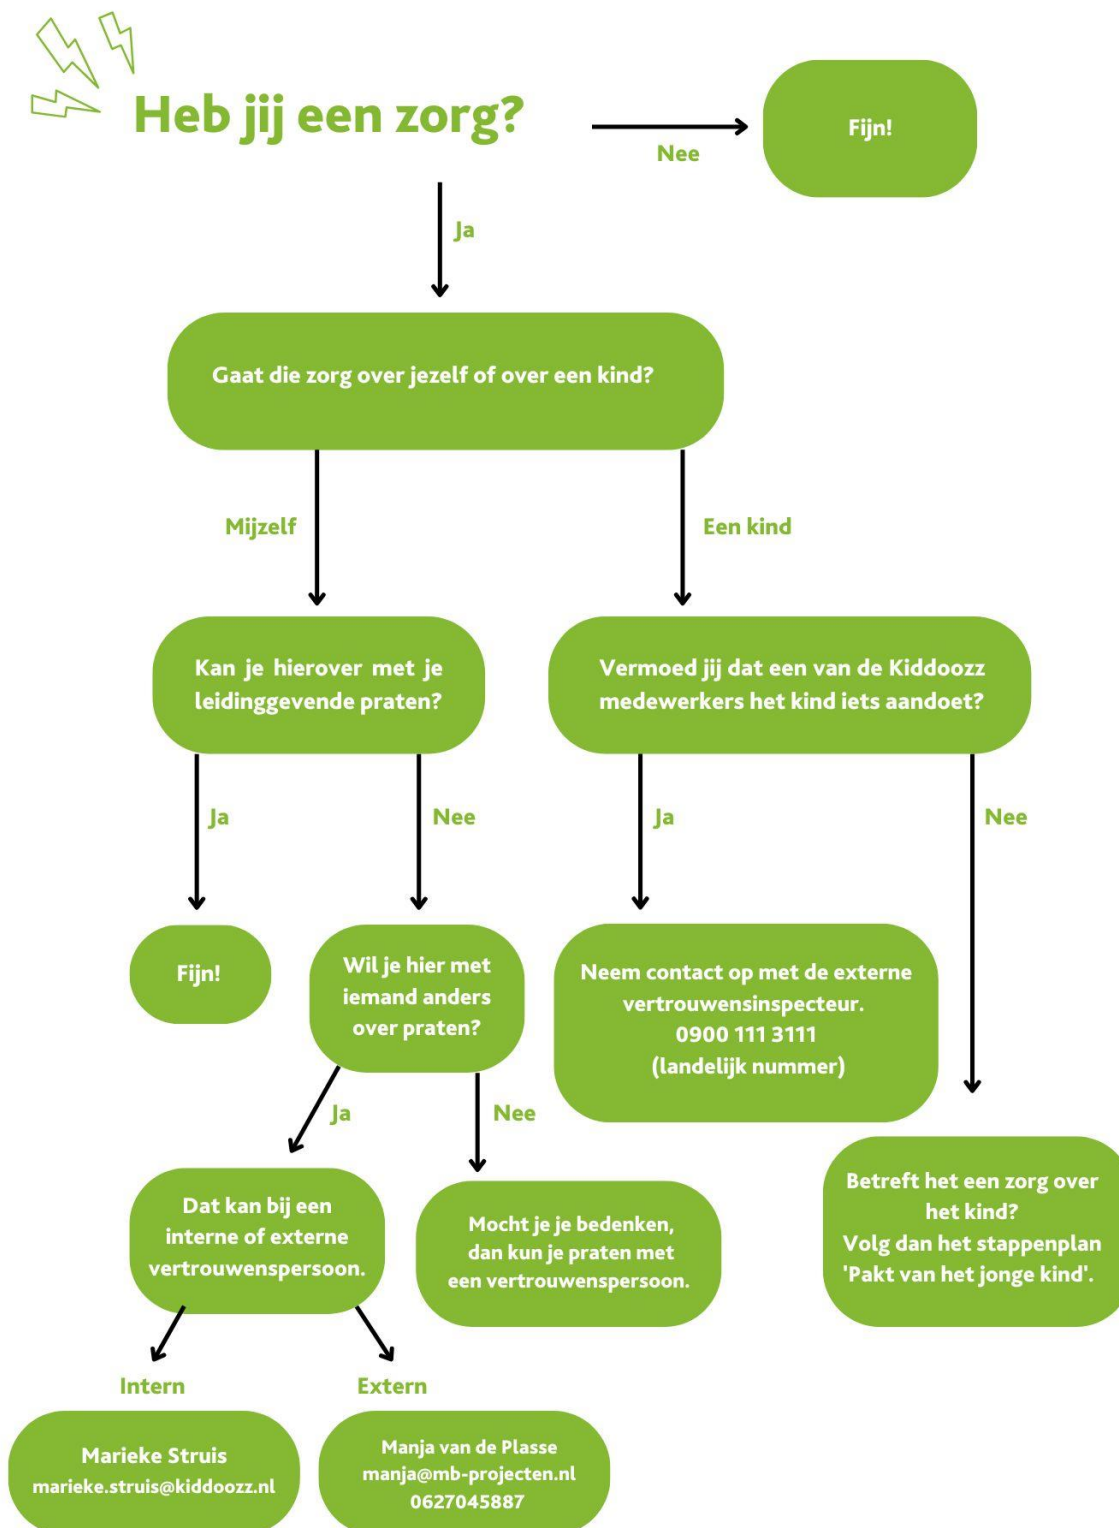 Heb jij een zorg?
Nee
Fijn!
Ja
Gaat die zorg over jezelf of over een kind?
Mijzelf
Een kind
Kan je hierover met je
leidinggevende praten?
Vermoed jij dat een van de Kiddoozz
medewerkers het kind iets aandoet?
Ja
Nee
Ja
Nee
Fijn!
Wil je hier met
iemand anders
over praten?
Neem contact op met de externe
vertrouwensinspecteur.
0900 111 3111
(landelijk nummer)
Ja
Nee
Dat kan bij een
interne of externe
vertrouwenspersoon.
Mocht je je bedenken,
dan kun je praten met
een vertrouwenspersoon.
Betreft het een zorg over
het kind?
Volg dan het stappenplan
'Pakt van het jonge kind'.
Intern
Extern
Marieke Struis
marieke.struis@kiddoozz.nl
Manja van de Plasse
manja@mb-projecten.nl
0627045887